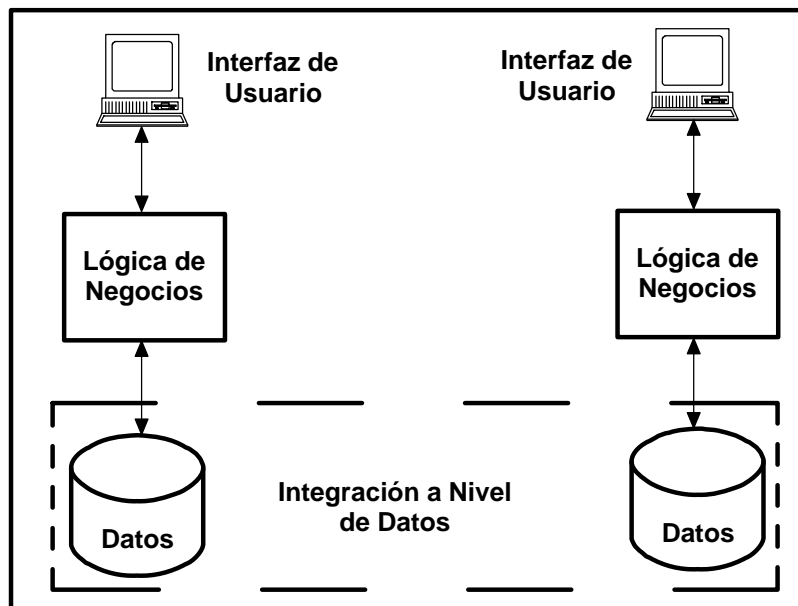 Interfaz de
Usuario
Interfaz de
Usuario
Lógica de
Negocios
Lógica de
Negocios
Integración a Nivel
de Datos
Datos
Datos